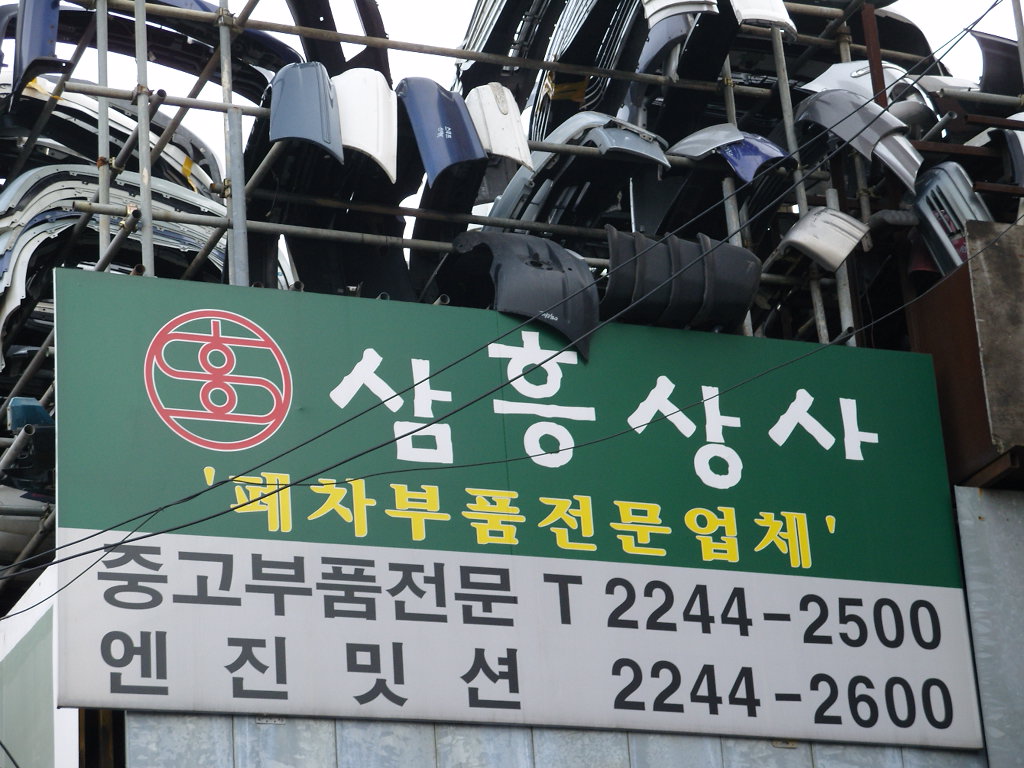 삼흥상사
'폐차부품전문업체'
중고부품전문 T 2244-2500
엔진밋션 2244-2600